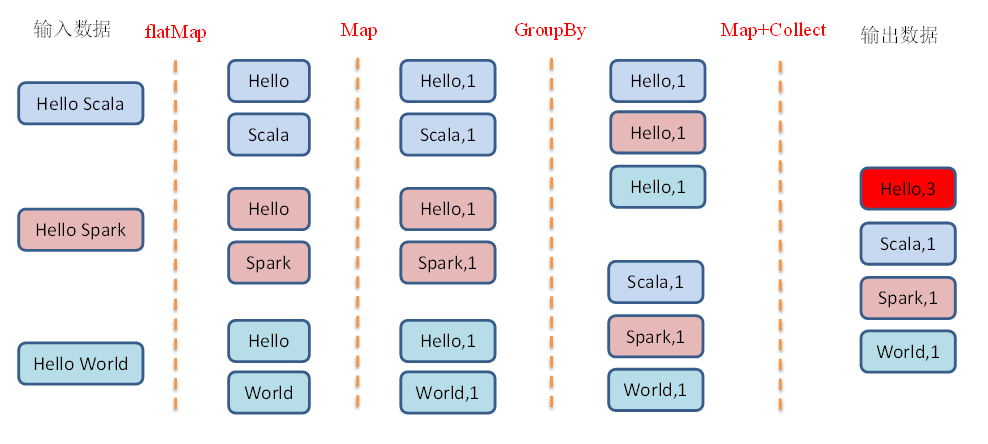 输入数据
flatMap
Map
GroupBy
Map+Collect
输出数据
Hello Scala
Hello Spark
Hello World
Hello
Scala
Hello
Spark
Hello
World
Hello,1
Scala,1
Hello,1
Spark,1
Hello,1
World,1
Hello,1
Hello,1
Hello,1
Scala,1
Spark,1
World,1
Hello,3
Scala,1
Spark,1
World,1